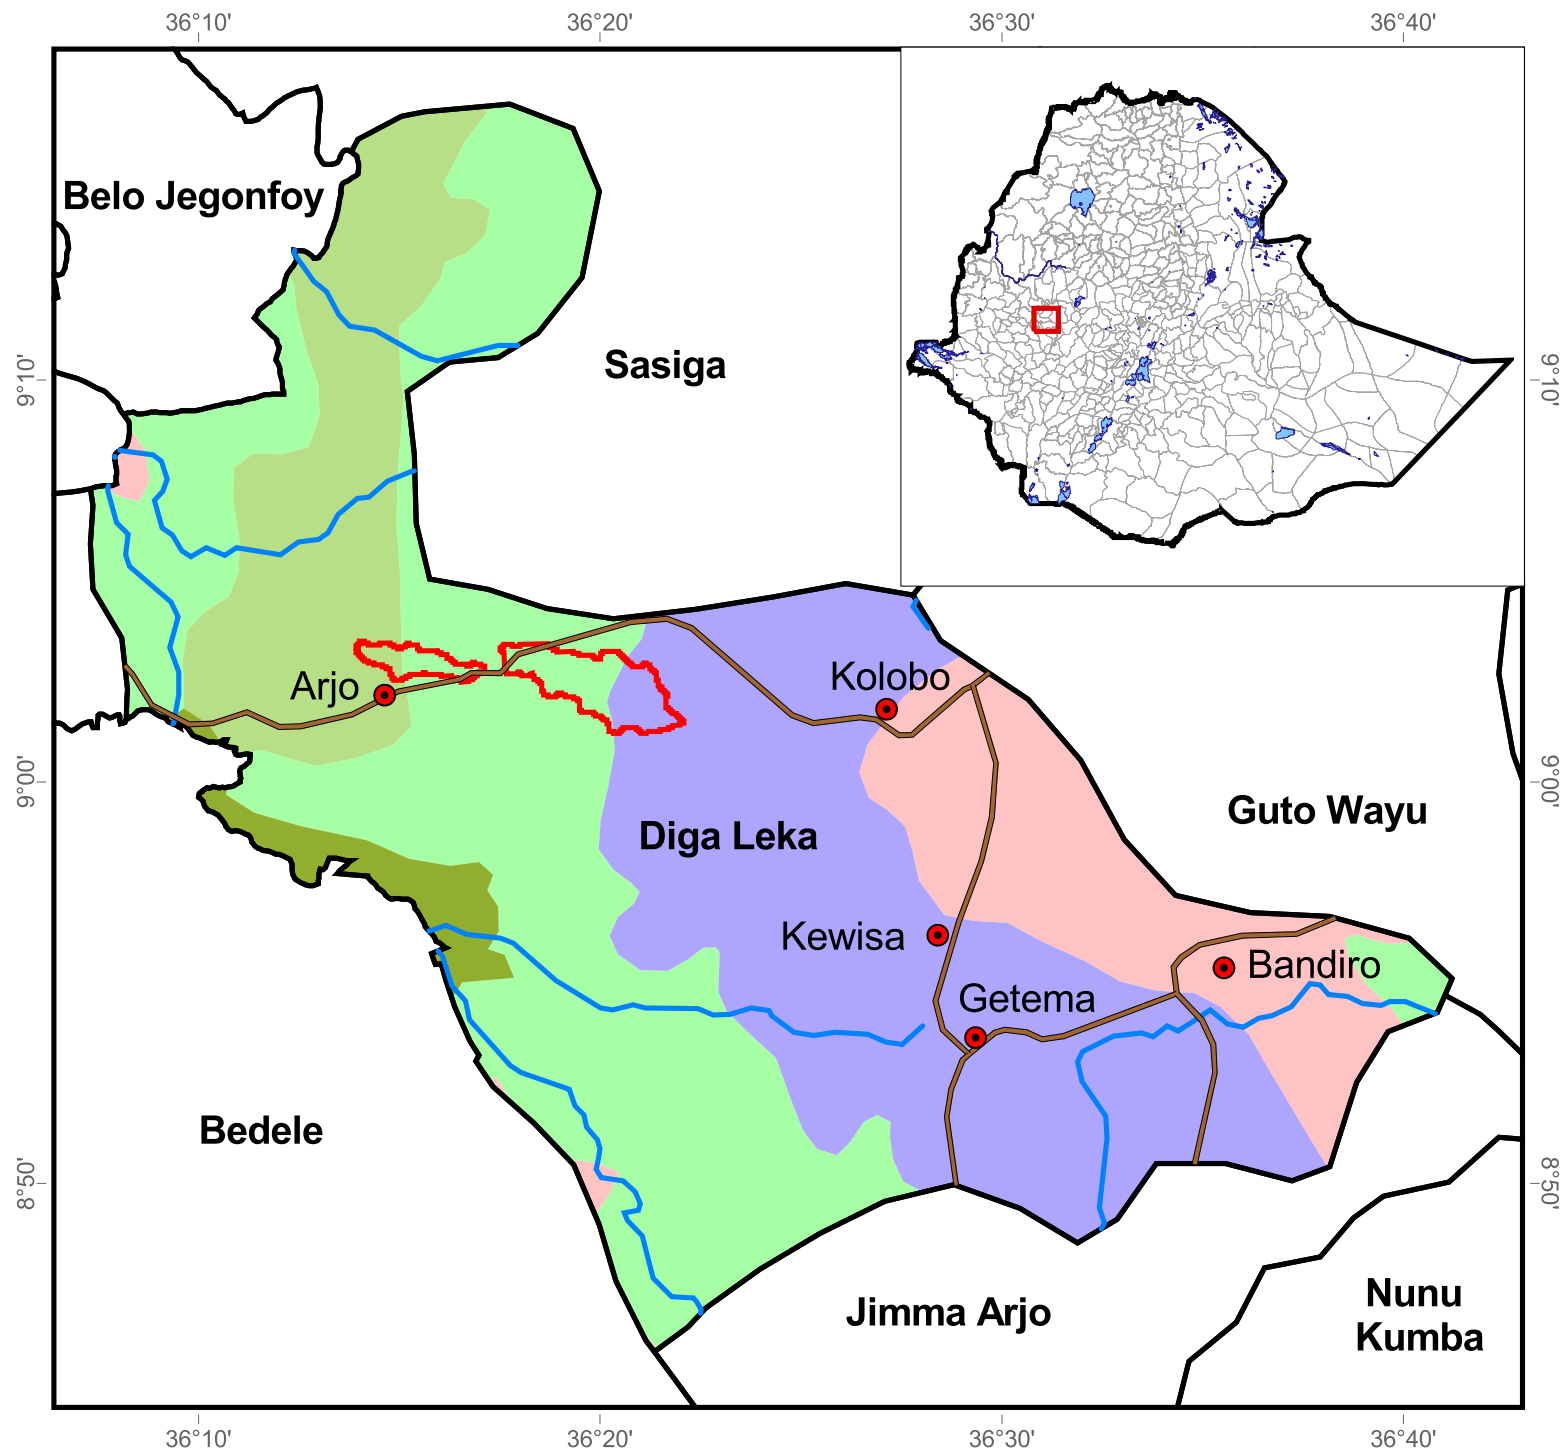 36°10'
36°20'
36°30'
36°40'
Belo Jegonfoy
Sasiga
9°10'
9°10'
Arjo
Kolobo
9°00'
9°00'
Guto Wayu
Diga Leka
Kewisa
Bandiro
Getema
Bedele
8°50'
8°50'
Jimma Arjo
Nunu
Kumba
36°10'
36°20'
36°30'
36°40'